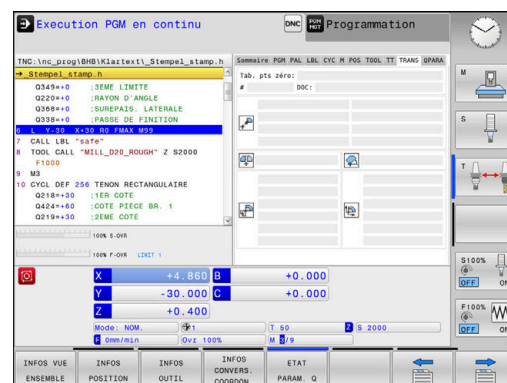 Execution PGM en continu
DNC
PGM MGT
Programmation
TNC:\nc_prog\BHB\Klartext\_Stempel_stamp.h
→_Stempel_stamp.h
Q349=+0 ;3EME LIMITE
Q220=+0 ;RAYON D'ANGLE
Q368=+0 ;SUREPAIS. LATERALE
Q338=+0 ;PASSE DE FINITION
6 L Y-30 X+30 R0 FMAX M99
7 CALL LBL "safe"
8 TOOL CALL "MILL_D20_ROUGH" Z S2000
F1000
9 M3
10 CYCL DEF 256 TENON RECTANGULAIRE
Q218=+30 ;1ER COTE
Q424=+60 ;COTE PIECE BR. 1
Q219=+30 ;2EME COTE
100% S-OVR
100% F-OVR LIMIT 1
Sommaire PGM PAL LBL CYC M POS TOOL TT TRANS QPARA
Tab. pts zéro:
# DOC:
X +4.860 B +0.000
Y -30.000 C +0.000
Z +0.400
Mode: NOM. 1 T 50 Z S 2000
F 0mm/min Ovr 100% M 5/9
M
S
T
S100%
OFF ON
F100%
OFF ON
INFOS VUE ENSEMBLE
INFOS POSITION
INFOS OUTIL
INFOS CONVERS. COORDON.
ETAT PARAM. Q